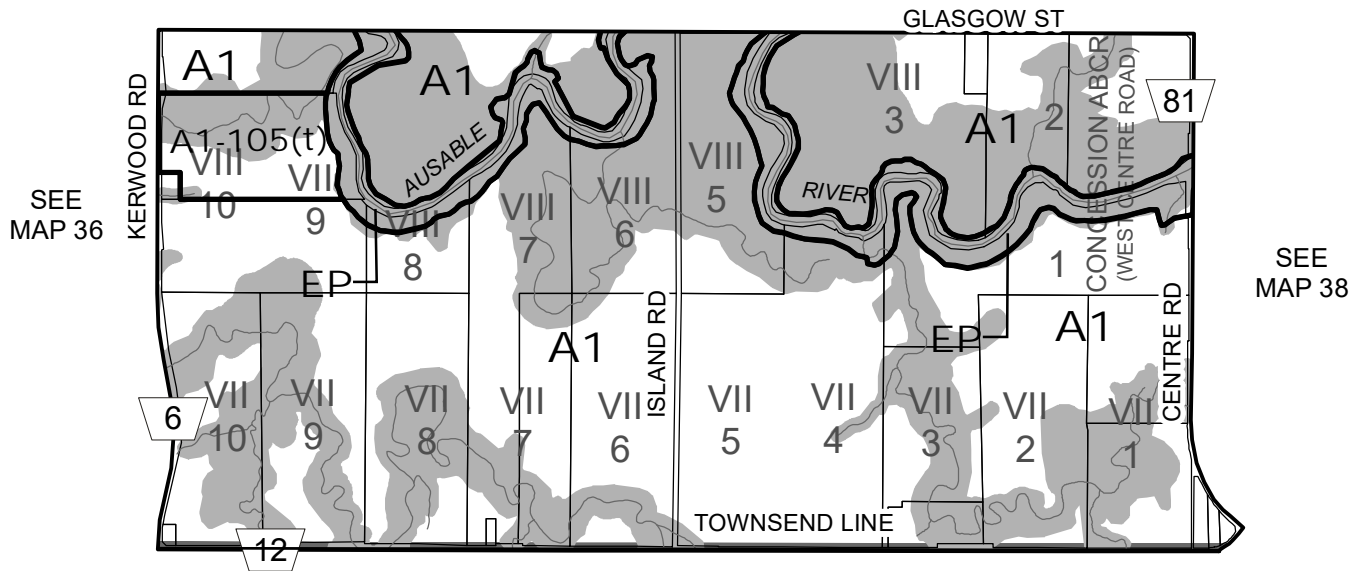 GLASGOW ST
A1
A1
VIII
3
A1
2
CONCESSION ABCR
(WEST CENTRE ROAD)
81
KERWOOD RD
A1-105(t)
VIII
10
VII
9
AUSABLE
VIII
8
VIII
7
VIII
6
VIII
5
RIVER
1
SEE
MAP 36
SEE
MAP 38
EP
EP
A1
A1
ISLAND RD
CENTRE RD
6
VII
10
VII
9
VII
8
VII
7
VII
6
VII
5
VII
4
VII
3
VII
2
VII
1
TOWNSEND LINE
12